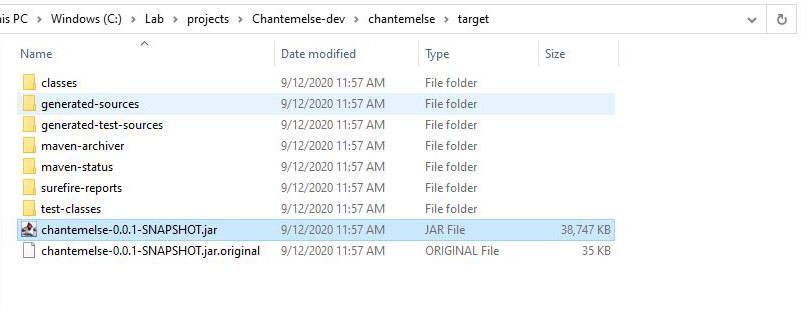 his PC > Windows (C:) > Lab > projects > Chantemelse-dev > chantemelse > target
Name Date modified Type Size
classes 9/12/2020 11:57 AM File folder
generated-sources 9/12/2020 11:57 AM File folder
generated-test-sources 9/12/2020 11:57 AM File folder
maven-archiver 9/12/2020 11:57 AM File folder
maven-status 9/12/2020 11:57 AM File folder
surefire-reports 9/12/2020 11:57 AM File folder
test-classes 9/12/2020 11:57 AM File folder
chantemelse-0.0.1-SNAPSHOT.jar 9/12/2020 11:57 AM JAR File 38,747 KB
chantemelse-0.0.1-SNAPSHOT.jar.original 9/12/2020 11:57 AM ORIGINAL File 35 KB